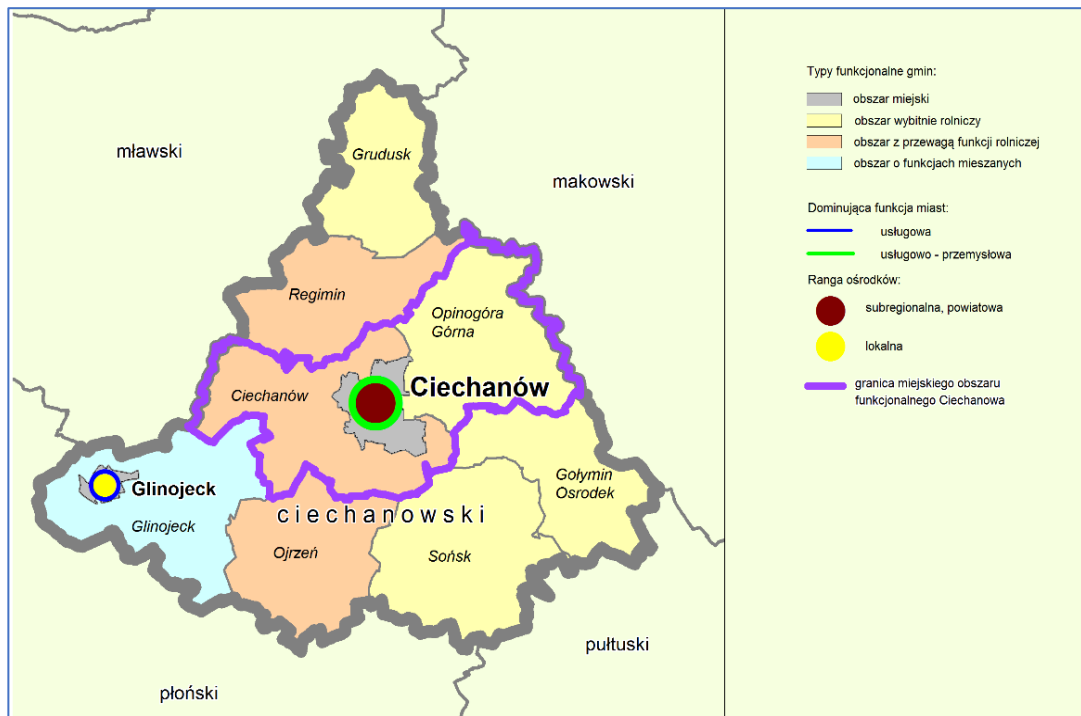 mławski
makowski
Grudusk
Regimin
Opinogóra
Górna
Ciechanów
Ciechanów
Glinojeck
Glinojeck
ciechanowski
Gołymin
Osrodek
Ojrzeń
Sońsk
pułtuski
płoński
Typy funkcjonalne gmin:
obszar miejski
obszar wybitnie rolniczy
obszar z przewagą funkcji rolniczej
obszar o funkcjach mieszanych
Dominująca funkcja miast:
usługowa
usługowo - przemysłowa
Ranga ośrodków:
subregionalna, powiatowa
lokalna
granica miejskiego obszaru
funkcjonalnego Ciechanowa